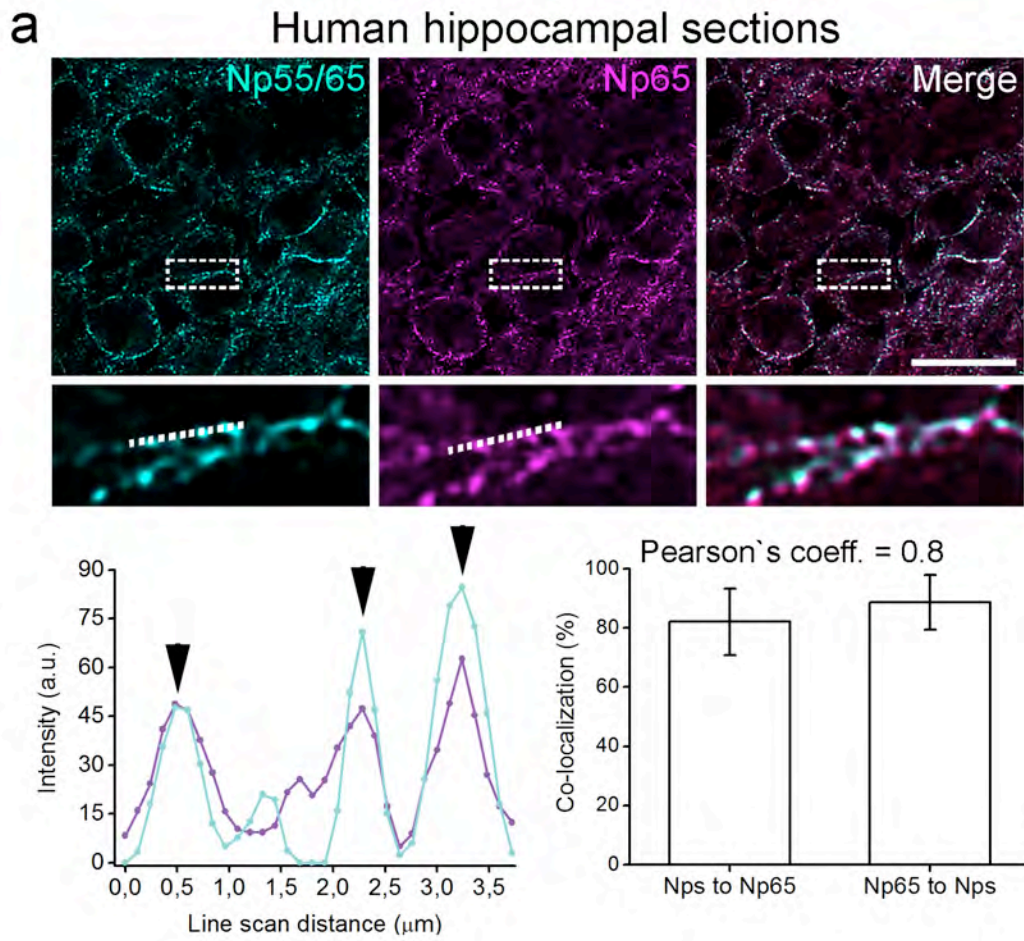 a
Human hippocampal sections
Np55/65
Np65
Merge
Pearson`s coeff. = 0.8
90
75
60
45
30
15
0
Intensity (a.u.)
0,0 0,5 1,0 1,5 2,0 2,5 3,0 3,5
Line scan distance (μm)
100
80
60
40
20
0
Co-localization (%)
Nps to Np65
Np65 to Nps